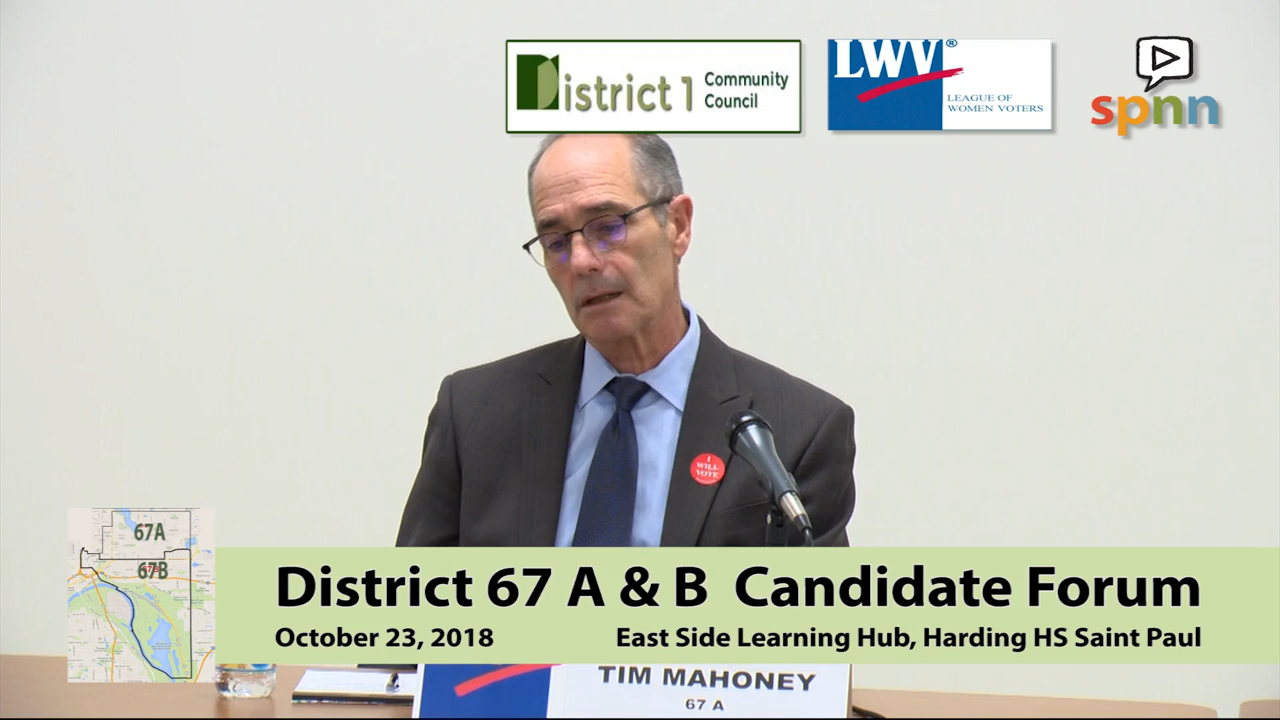 District 1
Community
Council
LWV®
LEAGUE OF
WOMEN VOTERS
spnn
I
WILL
VOTE
67A
67B
District 67 A & B Candidate Forum
October 23, 2018
East Side Learning Hub, Harding HS Saint Paul
TIM MAHONEY
67 A